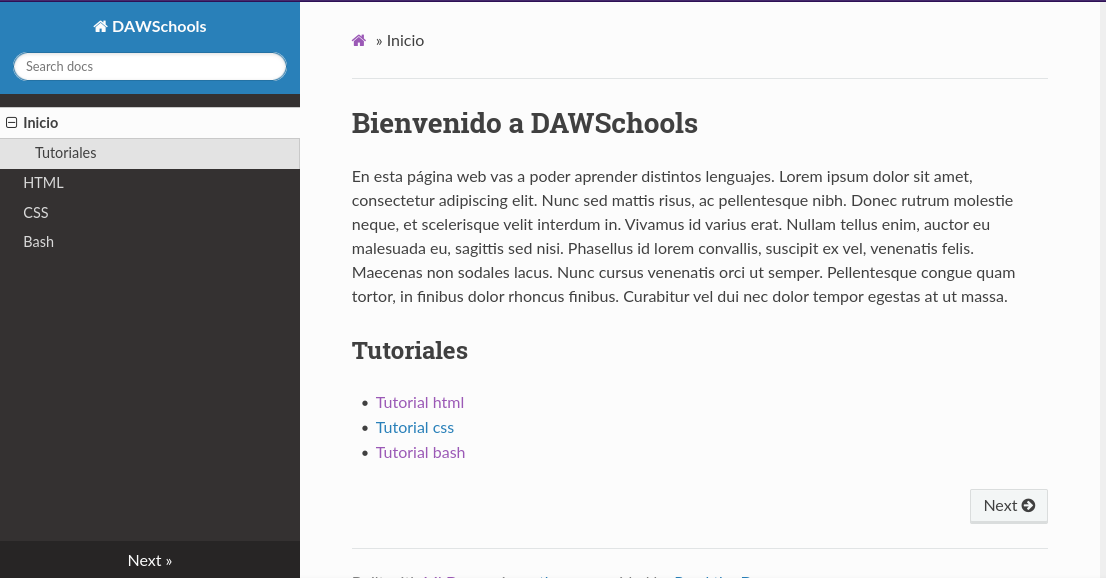 DAWSchools
Search docs
Inicio
Tutoriales
HTML
CSS
Bash
Next »
» Inicio
Bienvenido a DAWSchools
En esta página web vas a poder aprender distintos lenguajes. Lorem ipsum dolor sit amet,
consectetur adipiscing elit. Nunc sed mattis risus, ac pellentesque nibh. Donec rutrum molestie
neque, et scelerisque velit interdum in. Vivamus id varius erat. Nullam tellus enim, auctor eu
malesuada eu, sagittis sed nisi. Phasellus id lorem convallis, suscipit ex vel, venenatis felis.
Maecenas non sodales lacus. Nunc cursus venenatis orci ut semper. Pellentesque congue quam
tortor, in finibus dolor rhoncus finibus. Curabitur vel dui nec dolor tempor egestas at ut massa.
Tutoriales
• Tutorial html
• Tutorial css
• Tutorial bash
Next